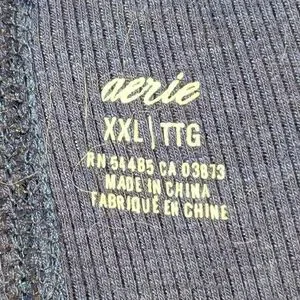 aerie
XXL | TTG
RN 54485 CA 03873
MADE IN CHINA
FABRIQUÉ EN CHINE